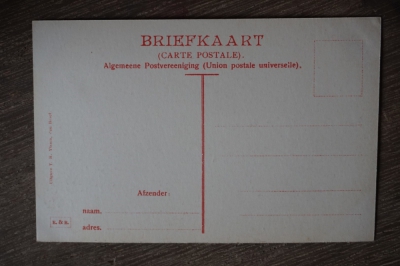 BRIEFKAART
(CARTE POSTALE).
Algemeene Postvereeniging (Union postale universelle).
Afzender:
naam,
adres,